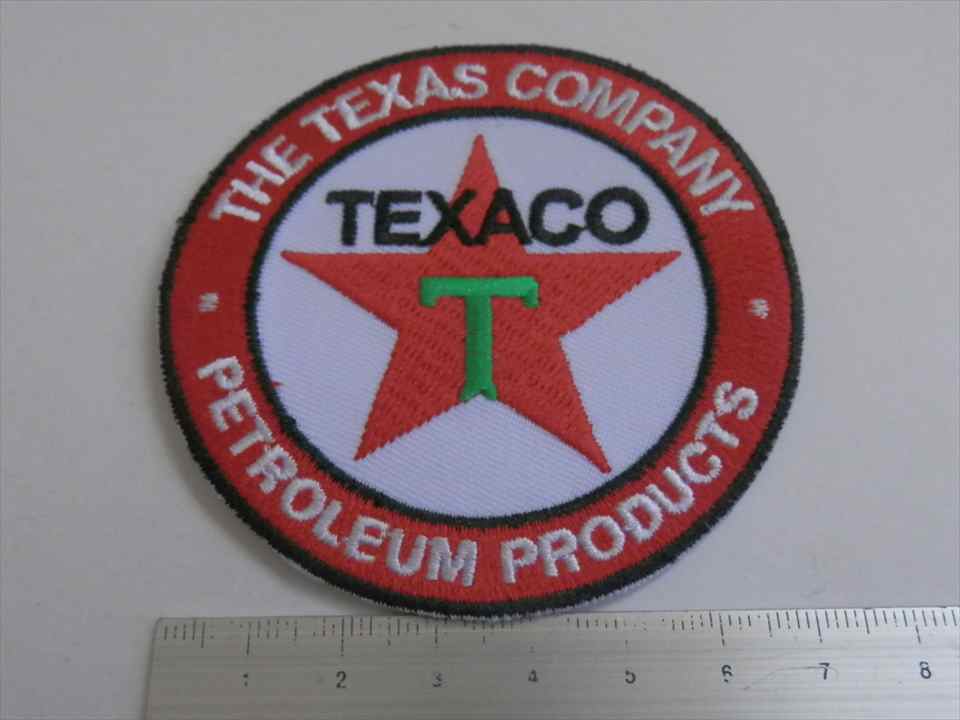 THE TEXAS COMPANY
TEXACO
T
* *
PETROLEUM PRODUCTS
1 2 3 4 5 6 7 8